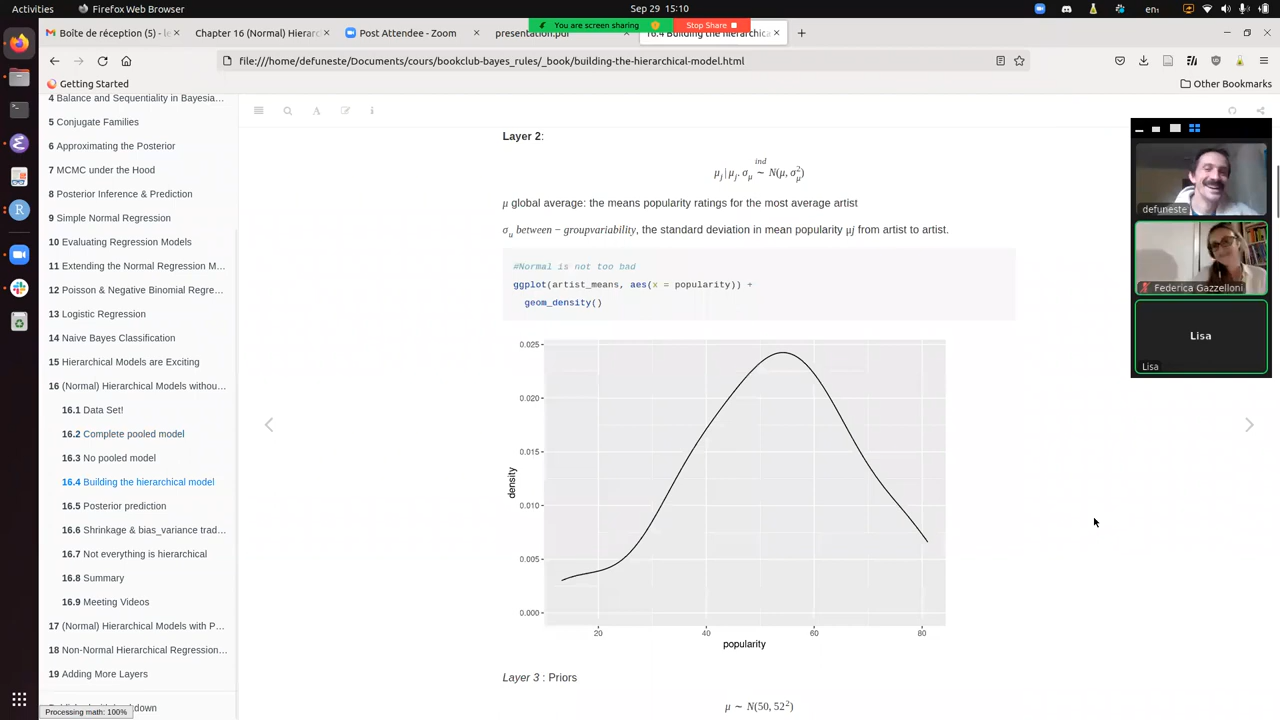 Activities
Firefox Web Browser
Sep 29 15:10
en
You are screen sharing
Stop Share
Boîte de réception (5) - le
Chapter 16 (Normal) Hierarc
Post Attendee - Zoom
presentation.pdf
16.4 Building the hierarchica
file:///home/defuneste/Documents/cours/bookclub-bayes_rules/_book/building-the-hierarchical-model.html
Getting Started
Other Bookmarks
4 Balance and Sequentiality in Bayesia…
5 Conjugate Families
6 Approximating the Posterior
7 MCMC under the Hood
8 Posterior Inference & Prediction
9 Simple Normal Regression
10 Evaluating Regression Models
11 Extending the Normal Regression M…
12 Poisson & Negative Binomial Regre…
13 Logistic Regression
14 Naive Bayes Classification
15 Hierarchical Models are Exciting
16 (Normal) Hierarchical Models withou…
16.1 Data Set!
16.2 Complete pooled model
16.3 No pooled model
16.4 Building the hierarchical model
16.5 Posterior prediction
16.6 Shrinkage & bias_variance trad…
16.7 Not everything is hierarchical
16.8 Summary
16.9 Meeting Videos
17 (Normal) Hierarchical Models with P…
18 Non-Normal Hierarchical Regression…
19 Adding More Layers
Processing math: 100%
Layer 2:
μj | μj. σμ ind ∼ N(μ, σμ²)
μ global average: the means popularity ratings for the most average artist
σu between − groupvariability, the standard deviation in mean popularity μj from artist to artist.
#Normal is not too bad
ggplot(artist_means, aes(x = popularity)) +
geom_density()
0.025
0.020
0.015
0.010
0.005
0.000
density
20 40 60 80
popularity
Layer 3 : Priors
μ ∼ N(50, 52²)
defuneste
Federica Gazzelloni
Lisa
Lisa